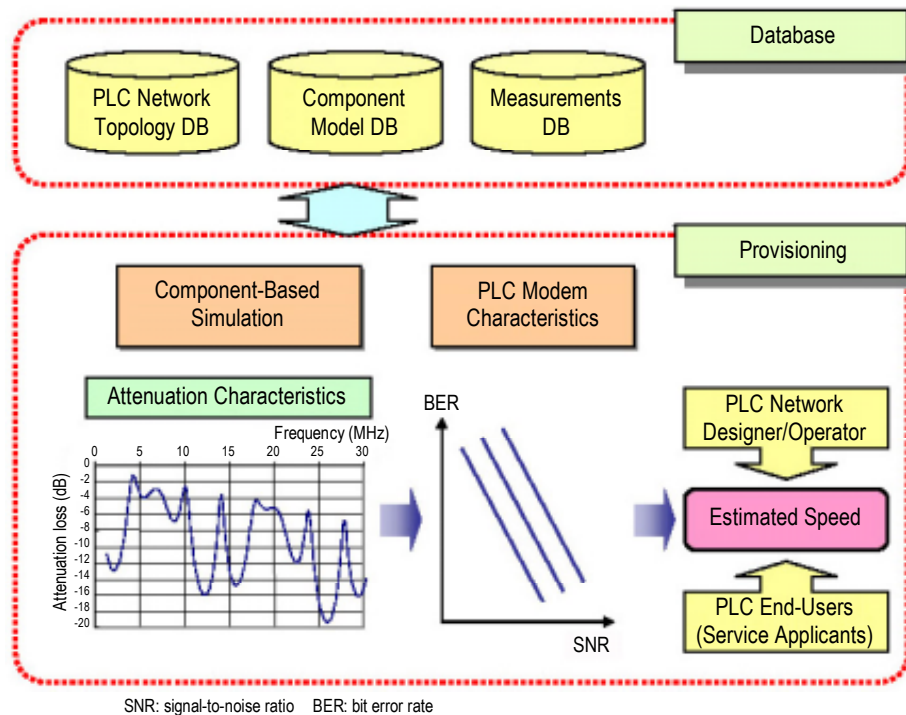 Database
PLC Network
Topology DB
Component
Model DB
Measurements
DB
Provisioning
Component-Based
Simulation
PLC Modem
Characteristics
Attenuation Characteristics
Frequency (MHz)
0 5 10 15 20 25 30
Attenuation loss (dB)
0
-2
-4
-6
-8
-10
-12
-14
-16
-18
-20
BER
SNR
PLC Network
Designer/Operator
Estimated Speed
PLC End-Users
(Service Applicants)
SNR: signal-to-noise ratio BER: bit error rate